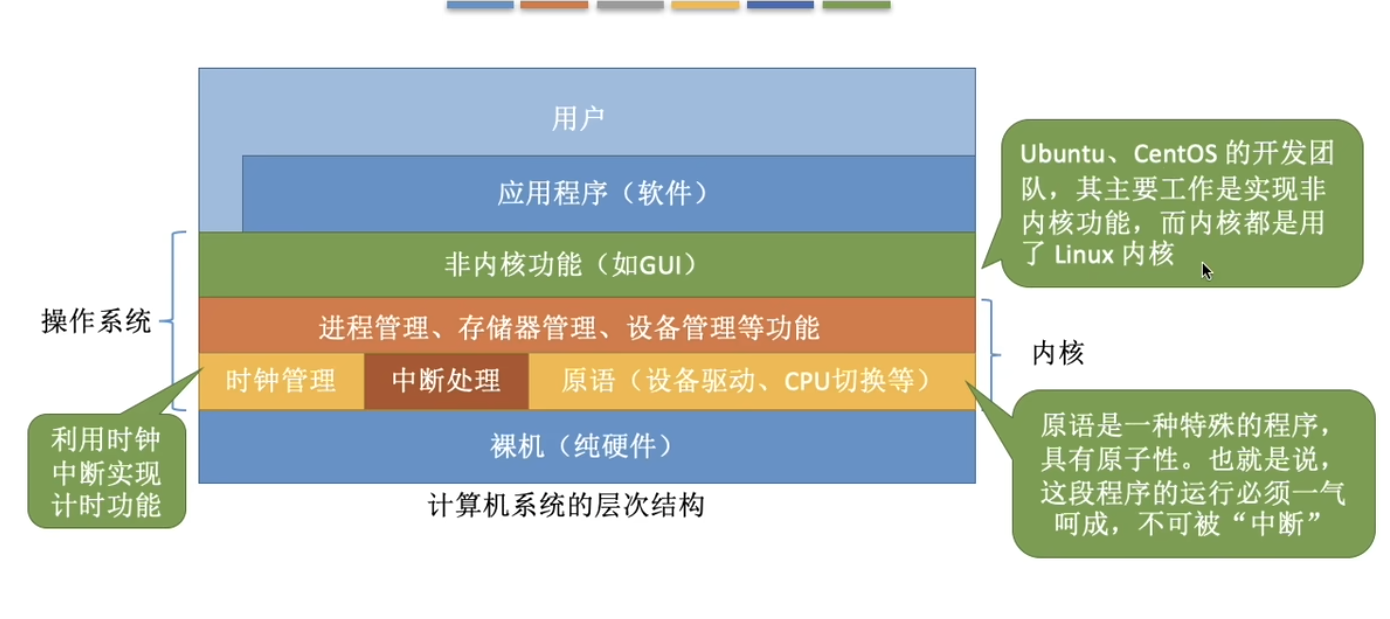 用户
应用程序（软件）
非内核功能（如GUI）
进程管理、存储器管理、设备管理等功能
时钟管理
中断处理
原语（设备驱动、CPU切换等）
裸机（纯硬件）
计算机系统的层次结构
操作系统
利用时钟
中断实现
计时功能
Ubuntu、CentOS 的开发团
队，其主要工作是实现非
内核功能，而内核都是用
了 Linux 内核
内核
原语是一种特殊的程序，
具有原子性。也就是说，
这段程序的运行必须一气
呵成，不可被“中断”